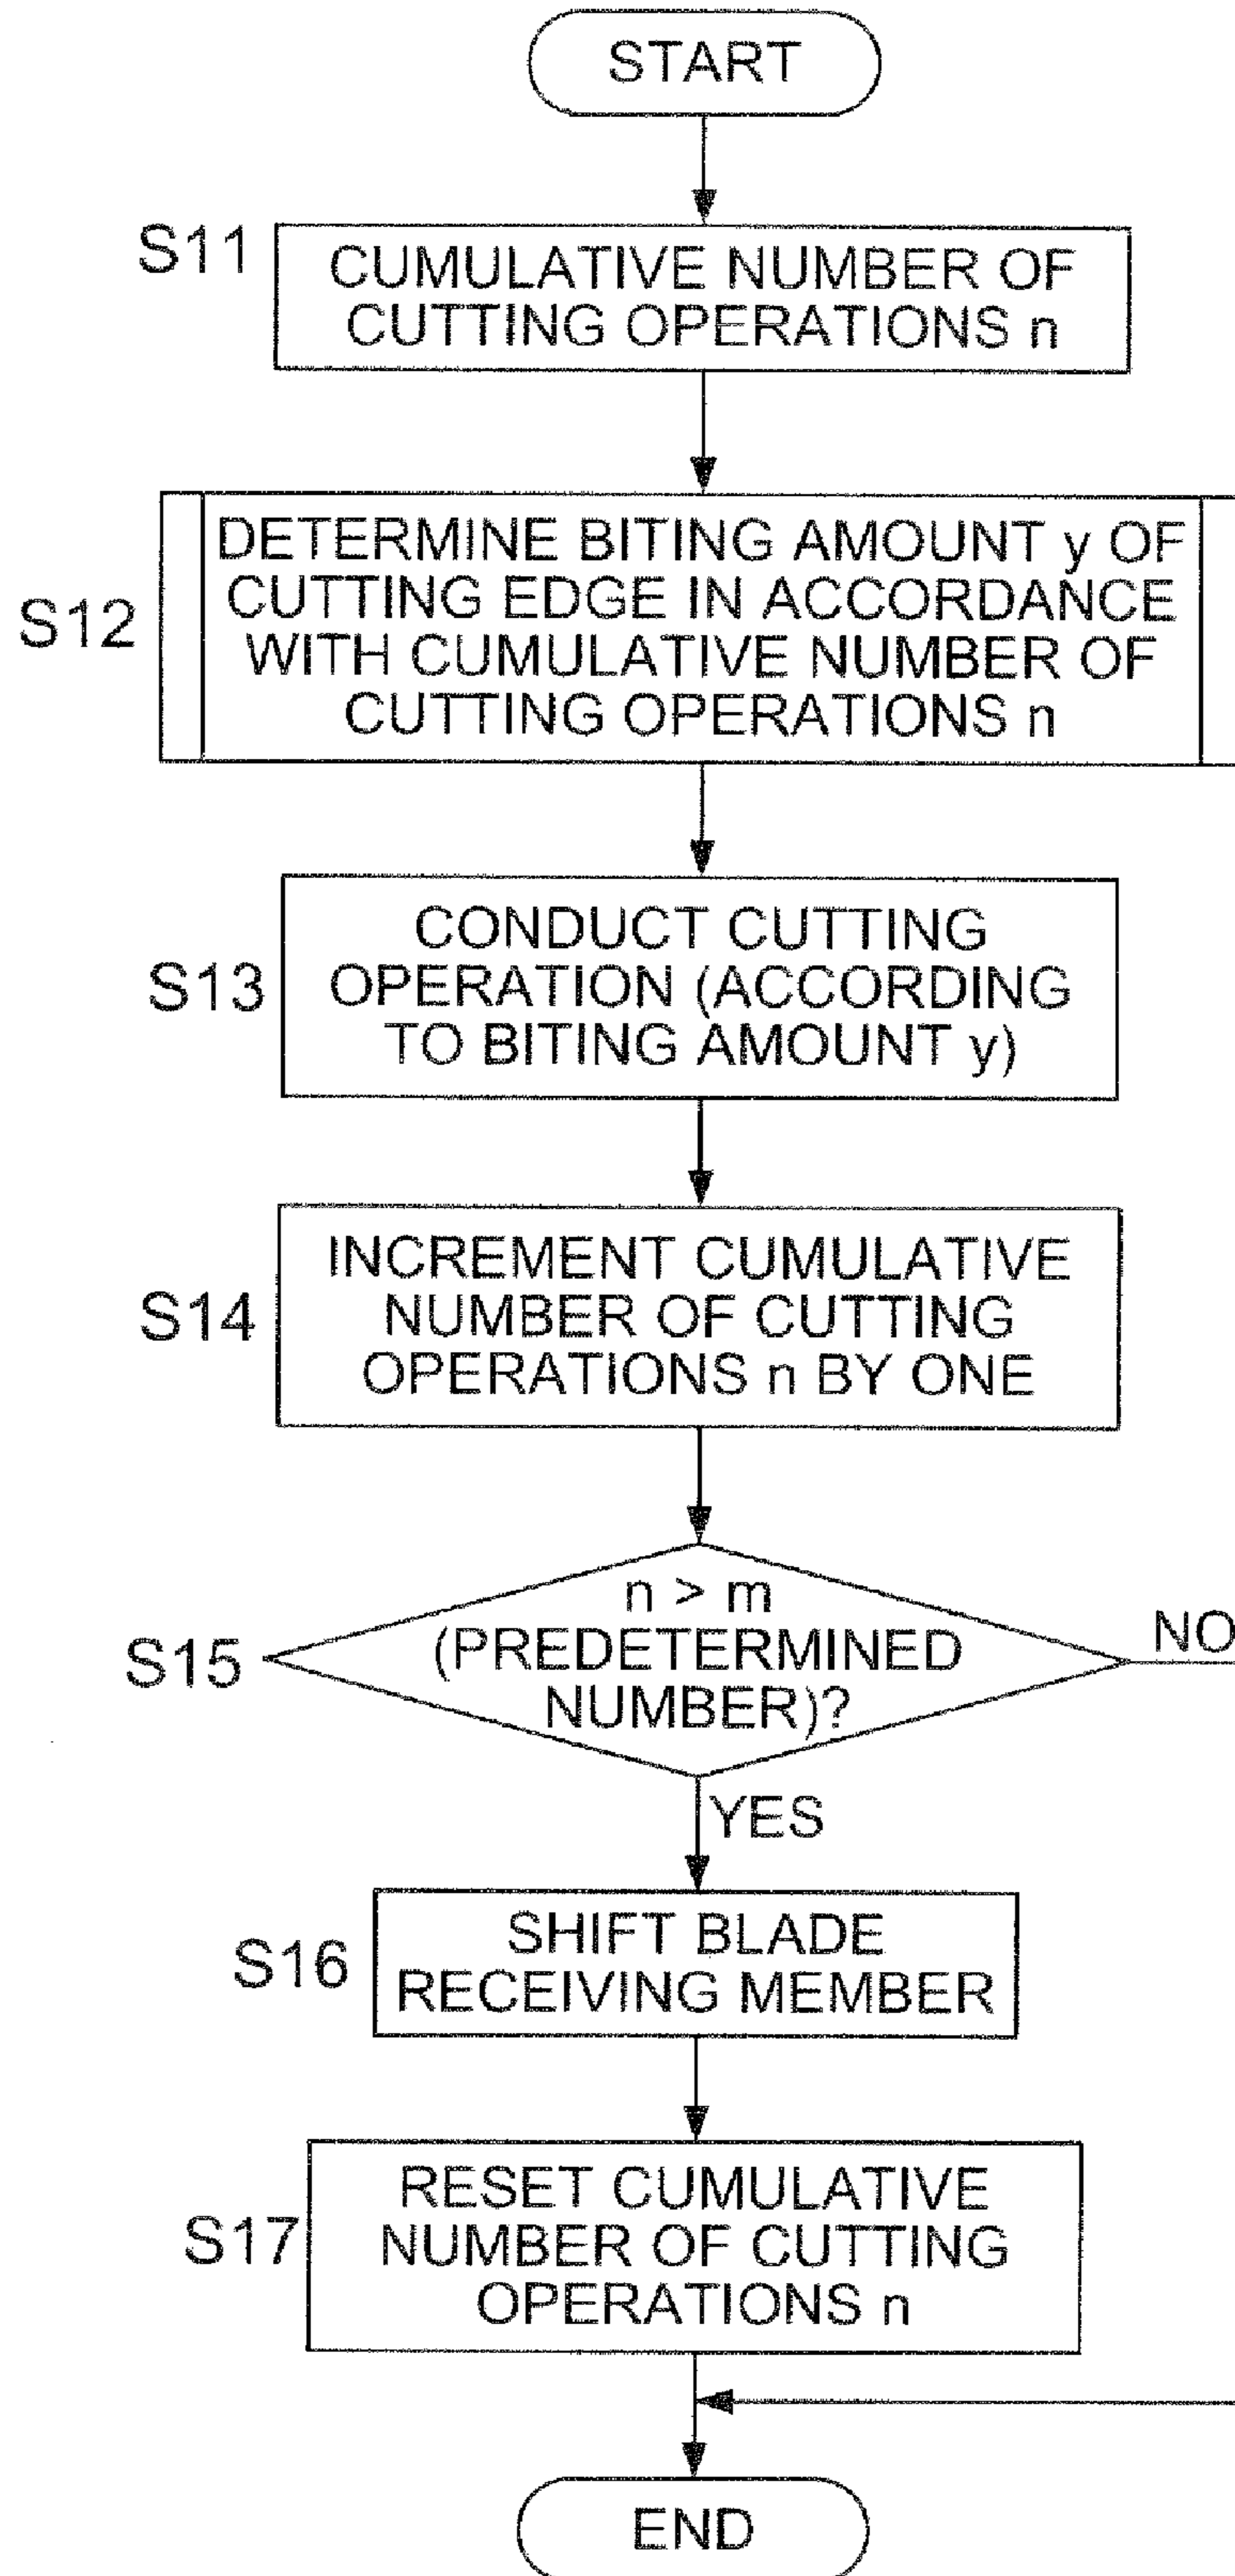 START
S11
CUMULATIVE NUMBER OF
CUTTING OPERATIONS n
S12
DETERMINE BITING AMOUNT y OF
CUTTING EDGE IN ACCORDANCE
WITH CUMULATIVE NUMBER OF
CUTTING OPERATIONS n
S13
CONDUCT CUTTING
OPERATION (ACCORDING
TO BITING AMOUNT y)
S14
INCREMENT CUMULATIVE
NUMBER OF CUTTING
OPERATIONS n BY ONE
S15
n > m
(PREDETERMINED
NUMBER)?
NO
YES
S16
SHIFT BLADE
RECEIVING MEMBER
S17
RESET CUMULATIVE
NUMBER OF CUTTING
OPERATIONS n
END